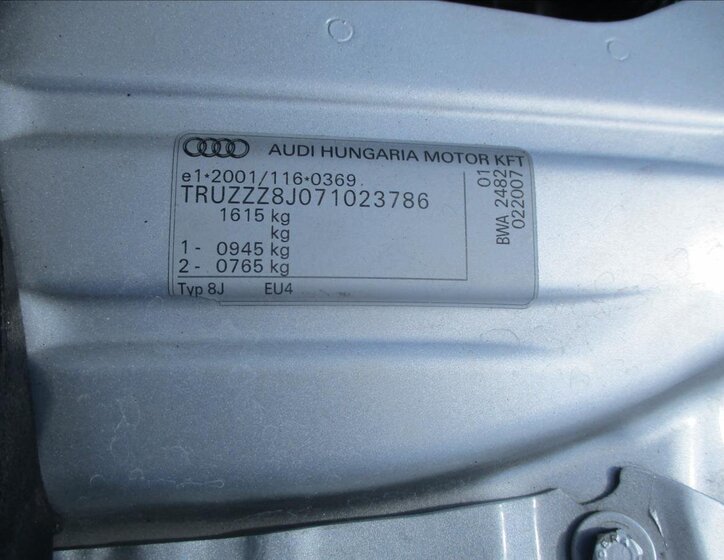 AUDI HUNGARIA MOTOR KFT
e1*2001/116*0369
TRUZZZ8J071023786
1615 kg
kg
1- 0945 kg
2- 0765 kg
Typ 8J EU4
01
BWA 2482
022007